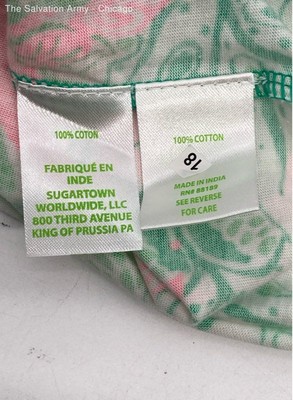 The Salvation Army - Chicago
100% COTON
FABRIQUÉ EN
INDE
SUGARTOWN
WORLDWIDE, LLC
800 THIRD AVENUE
KING OF PRUSSIA PA
100% COTTON
78
MADE IN INDIA
RN# 88189
SEE REVERSE
FOR CARE